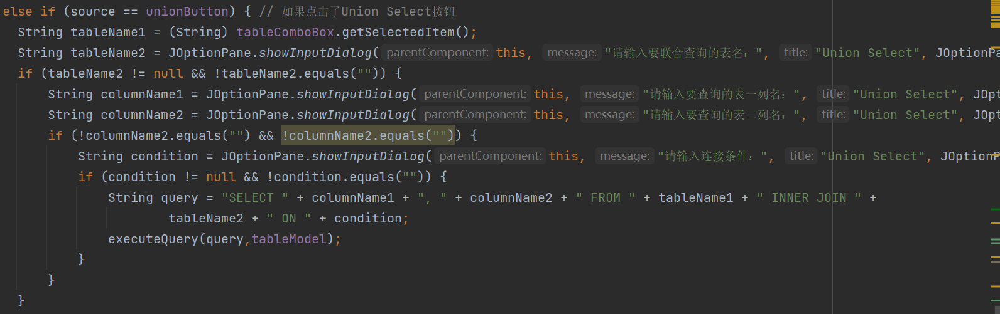 else if (source == unionButton) { // 如果点击了Union Select按钮
String tableName1 = (String) tableComboBox.getSelectedItem();
String tableName2 = JOptionPane.showInputDialog( parentComponent: this, message: "请输入要联合查询的表名：", title: "Union Select", JOptionPa
if (tableName2 != null && !tableName2.equals("")) {
String columnName1 = JOptionPane.showInputDialog( parentComponent: this, message: "请输入要查询的表一列名：", title: "Union Select", JOp
String columnName2 = JOptionPane.showInputDialog( parentComponent: this, message: "请输入要查询的表二列名：", title: "Union Select", JOp
if (!columnName2.equals("") && !columnName2.equals("")) {
String condition = JOptionPane.showInputDialog( parentComponent: this, message: "请输入连接条件：", title: "Union Select", JOptionP
if (condition != null && !condition.equals("")) {
String query = "SELECT " + columnName1 + ", " + columnName2 + " FROM " + tableName1 + " INNER JOIN " +
tableName2 + " ON " + condition;
executeQuery(query,tableModel);
}
}
}